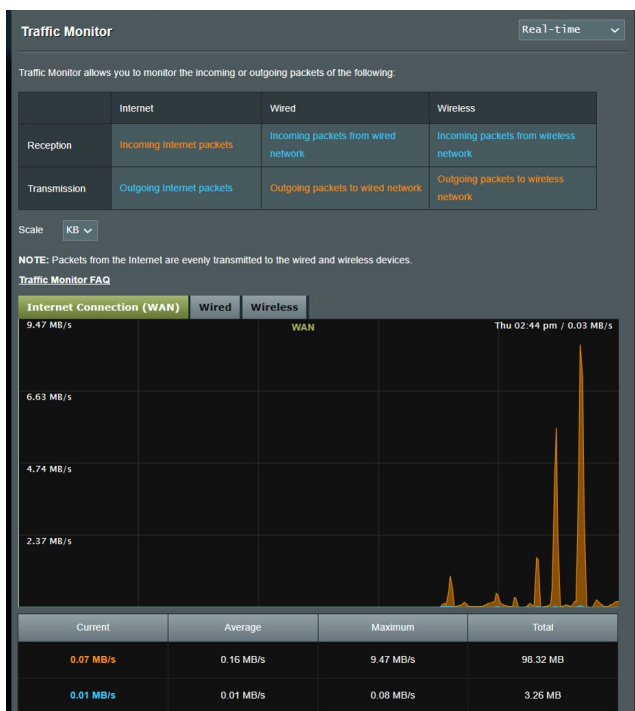 Traffic Monitor
Real-time
Traffic Monitor allows you to monitor the incoming or outgoing packets of the following:
Internet Wired Wireless
Reception Incoming Internet packets Incoming packets from wired network Incoming packets from wireless network
Transmission Outgoing Internet packets Outgoing packets to wired network Outgoing packets to wireless network
Scale KB
NOTE: Packets from the Internet are evenly transmitted to the wired and wireless devices.
Traffic Monitor FAQ
Internet Connection (WAN) Wired Wireless
9.47 MB/s WAN Thu 02:44 pm / 0.03 MB/s
6.63 MB/s
4.74 MB/s
2.37 MB/s
Current Average Maximum Total
0.07 MB/s 0.16 MB/s 9.47 MB/s 98.32 MB
0.01 MB/s 0.01 MB/s 0.08 MB/s 3.26 MB